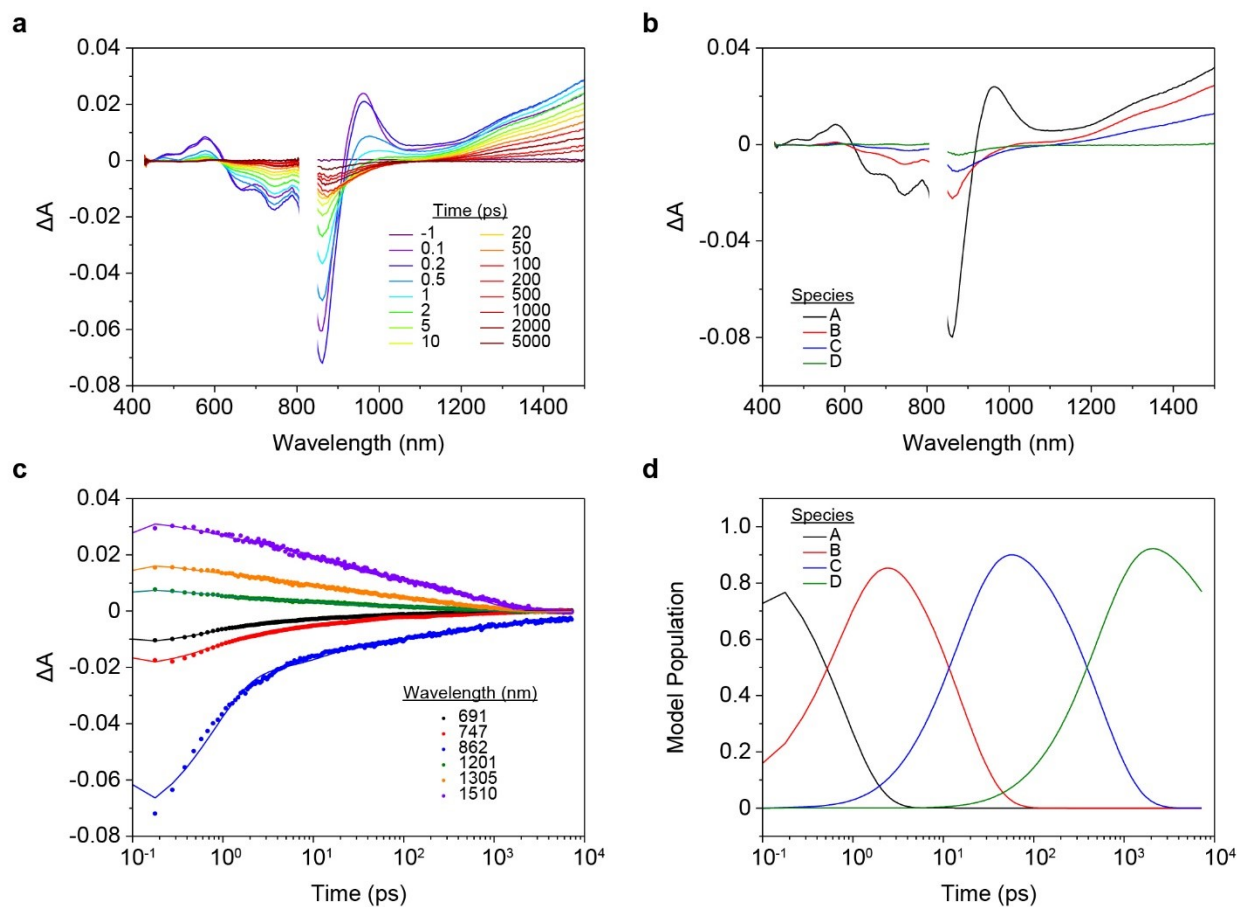 a
0.04
0.02
0
-0.02
-0.04
-0.06
-0.08
ΔA
Time (ps)
-1
0.1
0.2
0.5
1
2
5
10
20
50
100
200
500
1000
2000
5000
400 600 800 1000 1200 1400
Wavelength (nm)
b
0.04
0
-0.04
-0.08
ΔA
Species
A
B
C
D
400 600 800 1000 1200 1400
Wavelength (nm)
c
0.04
0.02
0
-0.02
-0.04
-0.06
-0.08
ΔA
Wavelength (nm)
691
747
862
1201
1305
1510
10⁻¹ 10⁰ 10¹ 10² 10³ 10⁴
Time (ps)
d
1.0
0.8
0.6
0.4
0.2
0
Model Population
Species
A
B
C
D
10⁻¹ 10⁰ 10¹ 10² 10³ 10⁴
Time (ps)